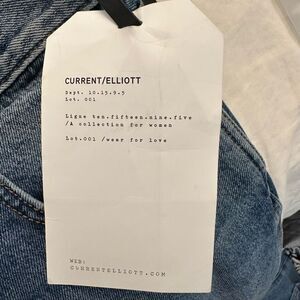 CURRENT/ELLIOTT
Dept. 10.15.9.5
Lot. 001
Ligne ten.fifteen.nine.five
/A collection for women
Lot.001 /wear for love
WEB:
CURRENTELLIOTT.COM